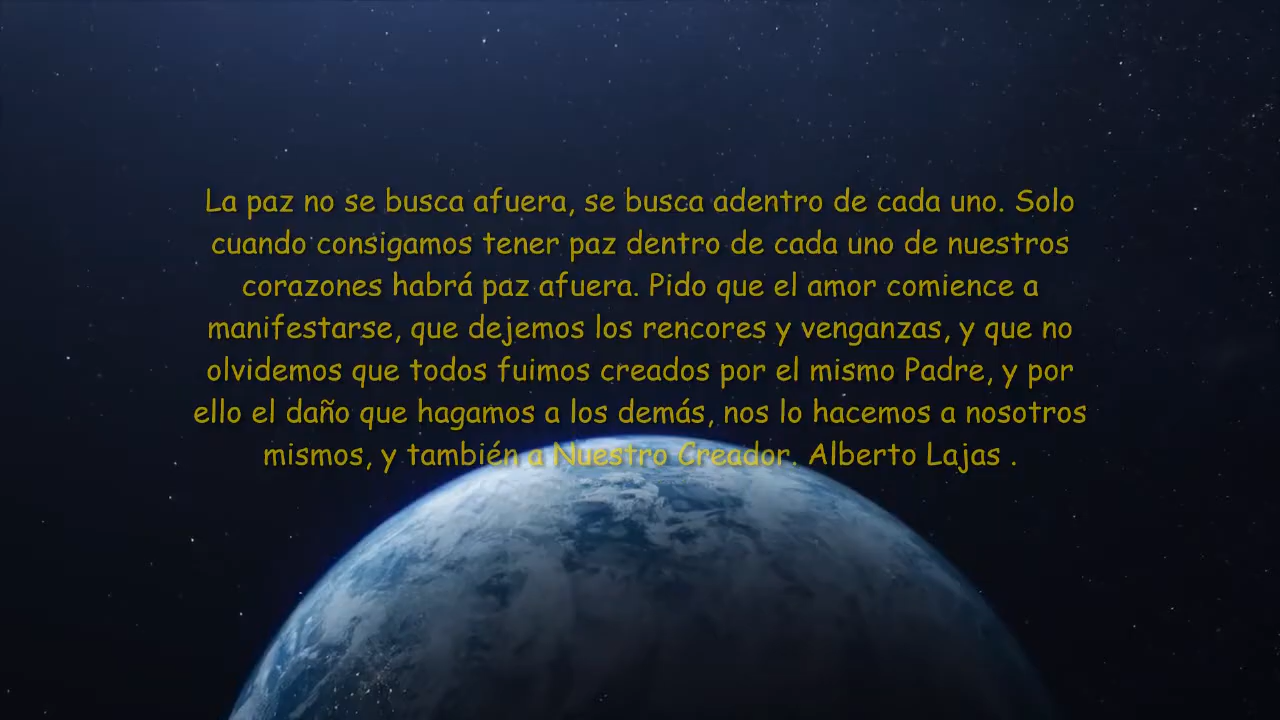 La paz no se busca afuera, se busca adentro de cada uno. Solo
cuando consigamos tener paz dentro de cada uno de nuestros
corazones habrá paz afuera. Pido que el amor comience a
manifestarse, que dejemos los rencores y venganzas, y que no
olvidemos que todos fuimos creados por el mismo Padre, y por
ello el daño que hagamos a los demás, nos lo hacemos a nosotros
mismos, y también a Nuestro Creador. Alberto Lajas .